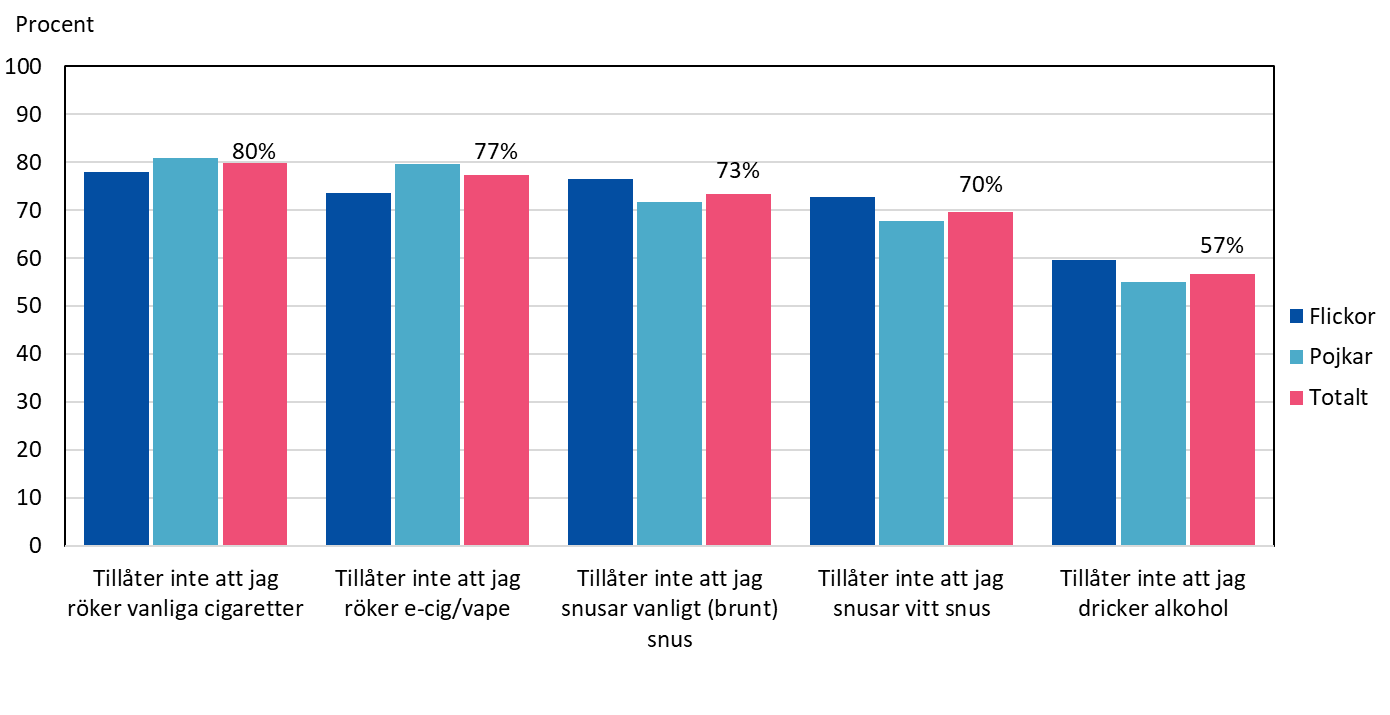 Procent
100
90
80
70
60
50
40
30
20
10
0
80%
77%
73%
70%
57%
Flickor
Pojkar
Totalt
Tillåter inte att jag
röker vanliga cigaretter
Tillåter inte att jag
röker e-cig/vape
Tillåter inte att jag
snusar vanligt (brunt)
snus
Tillåter inte att jag
snusar vitt snus
Tillåter inte att jag
dricker alkohol